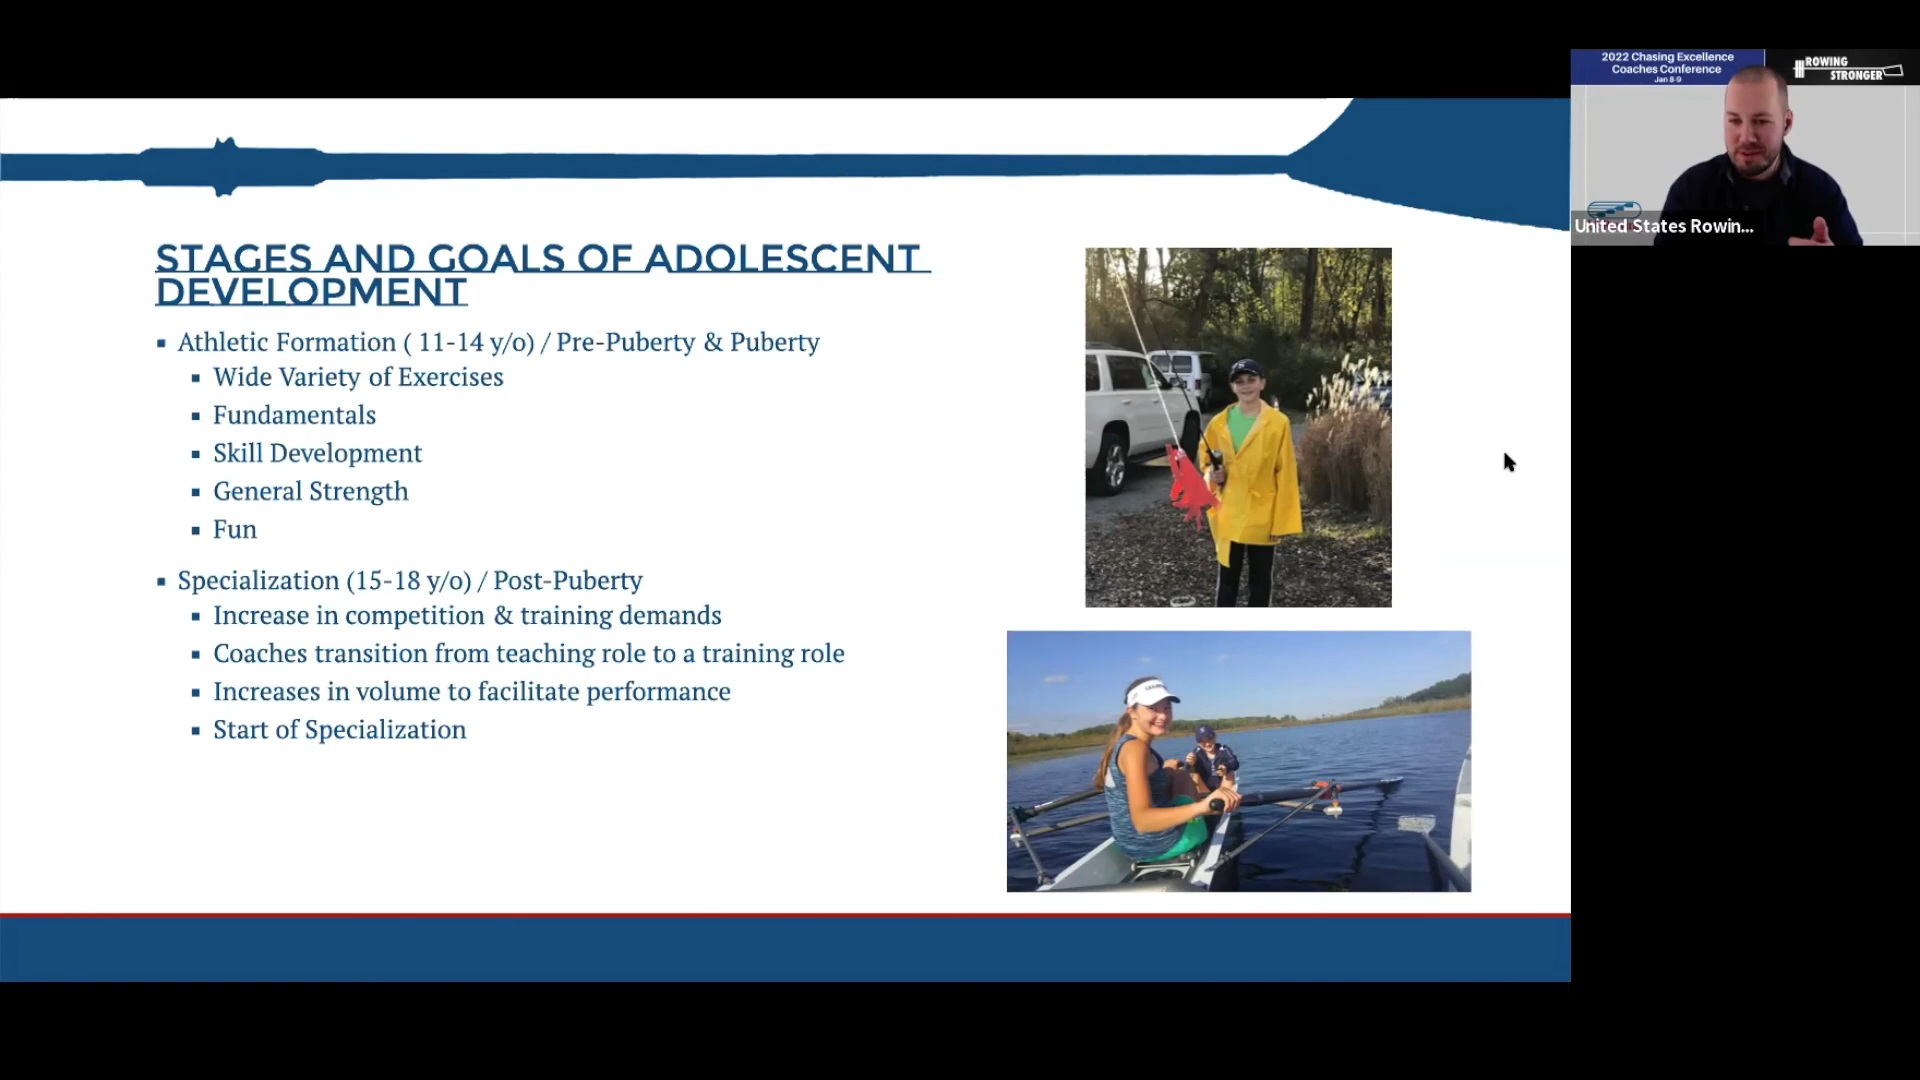 2022 Chasing Excellence
Coaches Conference
Jan 8-9
ROWING
STRONGER
United States Rowin...
STAGES AND GOALS OF ADOLESCENT
DEVELOPMENT
▪ Athletic Formation ( 11-14 y/o) / Pre-Puberty & Puberty
▪ Wide Variety of Exercises
▪ Fundamentals
▪ Skill Development
▪ General Strength
▪ Fun
▪ Specialization (15-18 y/o) / Post-Puberty
▪ Increase in competition & training demands
▪ Coaches transition from teaching role to a training role
▪ Increases in volume to facilitate performance
▪ Start of Specialization